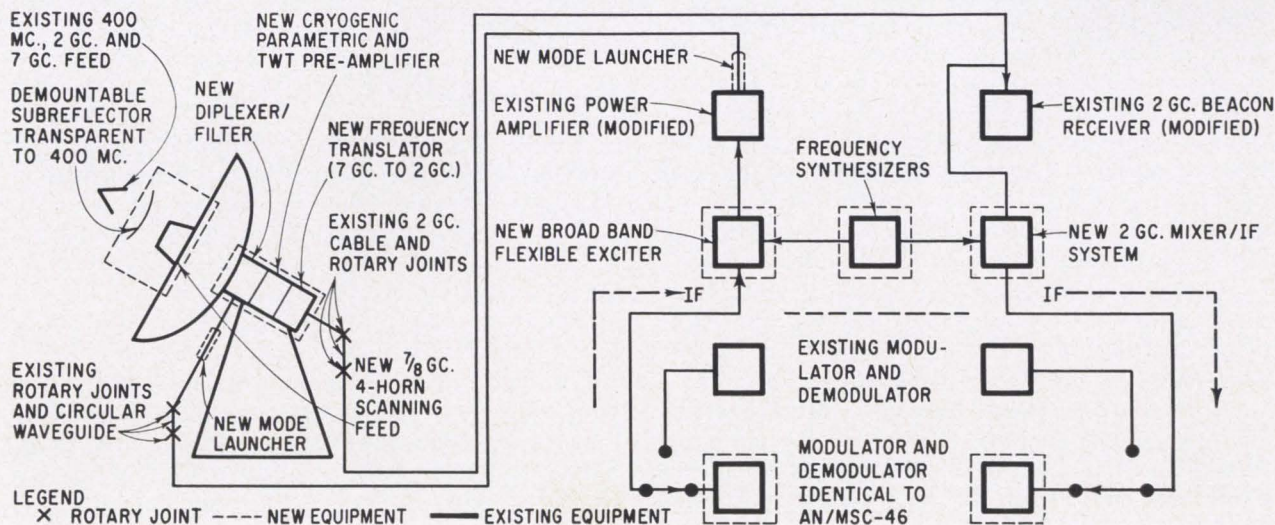 EXISTING 400
MC., 2 GC. AND
7 GC. FEED
DEMOUNTABLE
SUBREFLECTOR
TRANSPARENT
TO 400 MC.
NEW
DIPLEXER/
FILTER
NEW CRYOGENIC
PARAMETRIC AND
TWT PRE-AMPLIFIER
NEW FREQUENCY
TRANSLATOR
(7 GC. TO 2 GC.)
EXISTING 2 GC.
CABLE AND
ROTARY JOINTS
NEW 7/8 GC.
4-HORN
SCANNING
FEED
EXISTING
ROTARY JOINTS
AND CIRCULAR
WAVEGUIDE
NEW MODE
LAUNCHER
NEW MODE LAUNCHER
EXISTING POWER
AMPLIFIER (MODIFIED)
EXISTING 2 GC. BEACON
RECEIVER (MODIFIED)
FREQUENCY
SYNTHESIZERS
NEW BROAD BAND
FLEXIBLE EXCITER
NEW 2 GC. MIXER/IF
SYSTEM
IF
IF
EXISTING MODU-
LATOR AND
DEMODULATOR
MODULATOR AND
DEMODULATOR
IDENTICAL TO
AN/MSC-46
LEGEND
X ROTARY JOINT ---- NEW EQUIPMENT — EXISTING EQUIPMENT